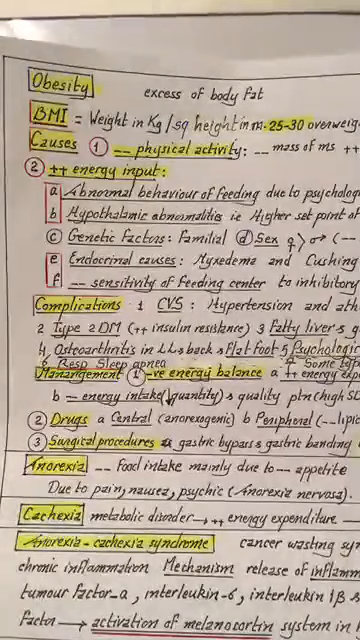 Obesity excess of body fat
BMI = Weight in Kg/sq height in m. 25-30 overweig
Causes ① -- physical activity: -- mass of ms ++
② ++ energy input:
a Abnormal behaviour of feeding due to psycholog
b Hypothalamic abnormalities ie Higher set point of
c Genetic Factors: Familial d Sex ♀ > ♂ (--
e Endocrinal causes: Myxedema and Cushing
f -- sensitivity of feeding center to inhibitory
Complications 1 CVS: Hypertension and ath
2 Type 2 DM (++ insulin resistance) 3 Fatty liver &
4 Osteoarthritis in LLs back & Flat foot 5 Psychologic
6 Resp Sleep apnea
Manangement ① -ve energy balance a ++ energy exp
b -- energy intake (quantity) & quality ptn (high
② Drugs a Central (anorexogenic) b Peripheral (--lipic
③ Surgical procedures gastric bypass & gastric banding
Anorexia -- Food intake mainly due to -- appetite
Due to pain, nausea, psychic (Anorexia nervosa).
Cachexia metabolic disorder → ++ energy expenditure
Anorexia-cachexia syndrome cancer wasting sy
chronic inflammation Mechanism release of inflamm
tumour factor-a, interleukin-6, interleukin 1β &
Factor → activation of melanocortin system in h